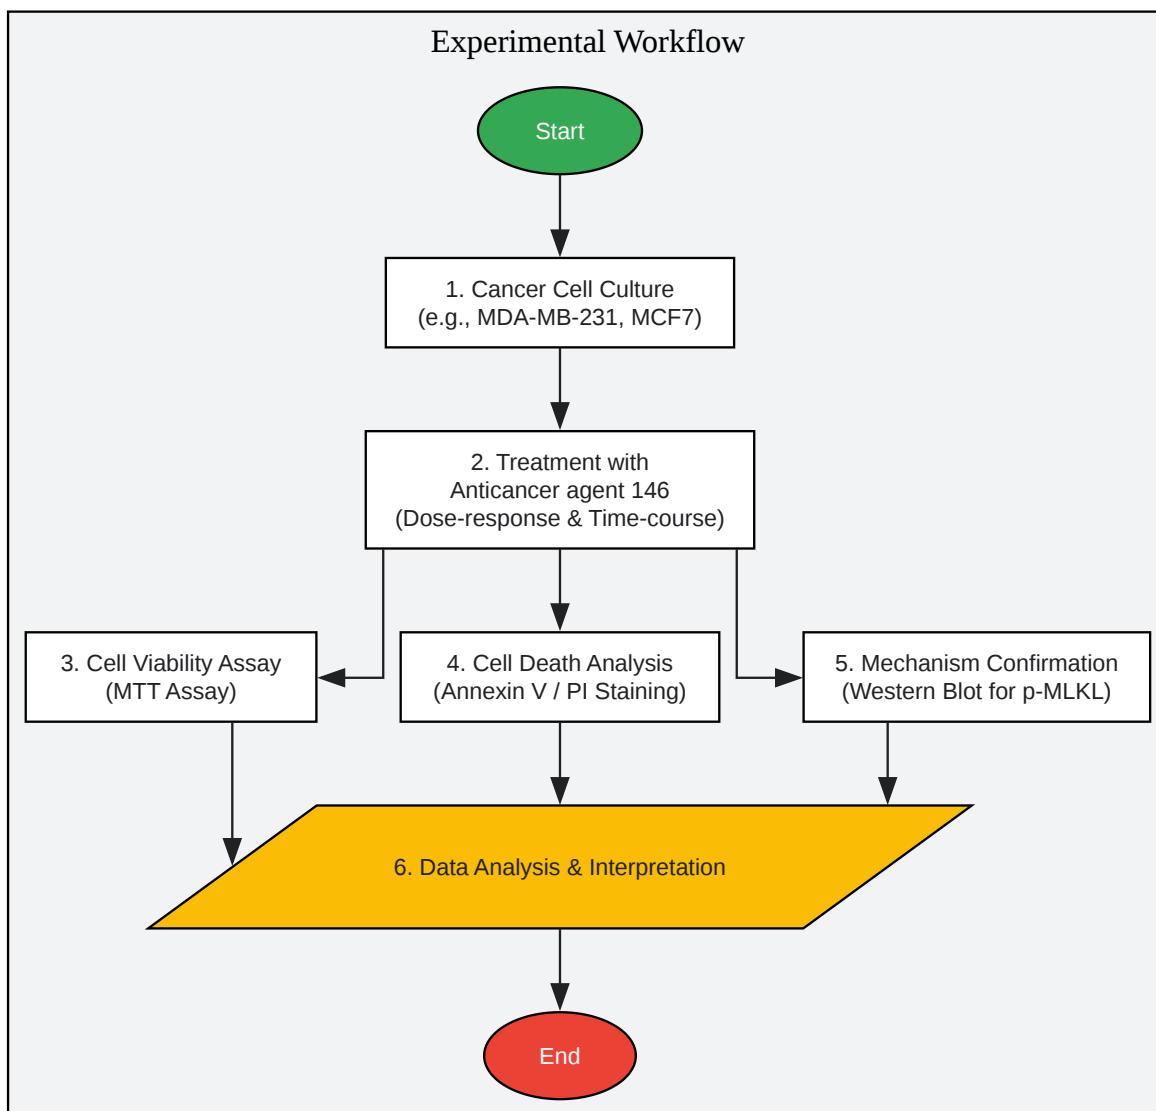 Experimental Workflow
Start
1. Cancer Cell Culture
(e.g., MDA-MB-231, MCF7)
2. Treatment with
Anticancer agent 146
(Dose-response & Time-course)
3. Cell Viability Assay
(MTT Assay)
4. Cell Death Analysis
(Annexin V / PI Staining)
5. Mechanism Confirmation
(Western Blot for p-MLKL)
6. Data Analysis & Interpretation
End